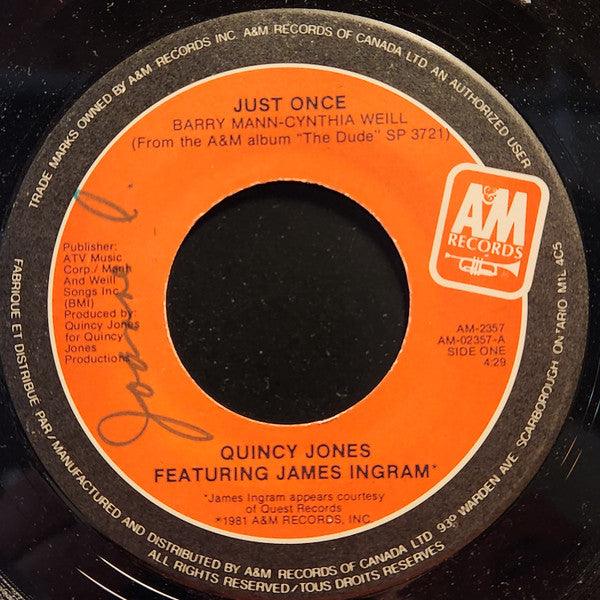 TRADE MARKS OWNED BY A&M RECORDS INC. A&M RECORDS OF CANADA LTD. AN AUTHORIZED USER
JUST ONCE
BARRY MANN-CYNTHIA WEILL
(From the A&M album "The Dude" SP 3721)
A&M
RECORDS
Publisher:
ATV Music
Corp./ Mann
And Weill
Songs Inc.
(BMI)
Produced by
Quincy Jones
for Quincy
Jones
Productions
Joanne L.
AM-2357
AM-02357-A
SIDE ONE
4:29
QUINCY JONES
FEATURING JAMES INGRAM*
*James Ingram appears courtesy
of Quest Records
*1981 A&M RECORDS, INC.
FABRIQUE ET DISTRIBUE PAR/MANUFACTURED AND DISTRIBUTED BY A&M RECORDS OF CANADA LTD. 939 WARDEN AVE. SCARBOROUGH ONTARIO M1L 4C5
ALL RIGHTS RESERVED/TOUS DROITS RESERVES